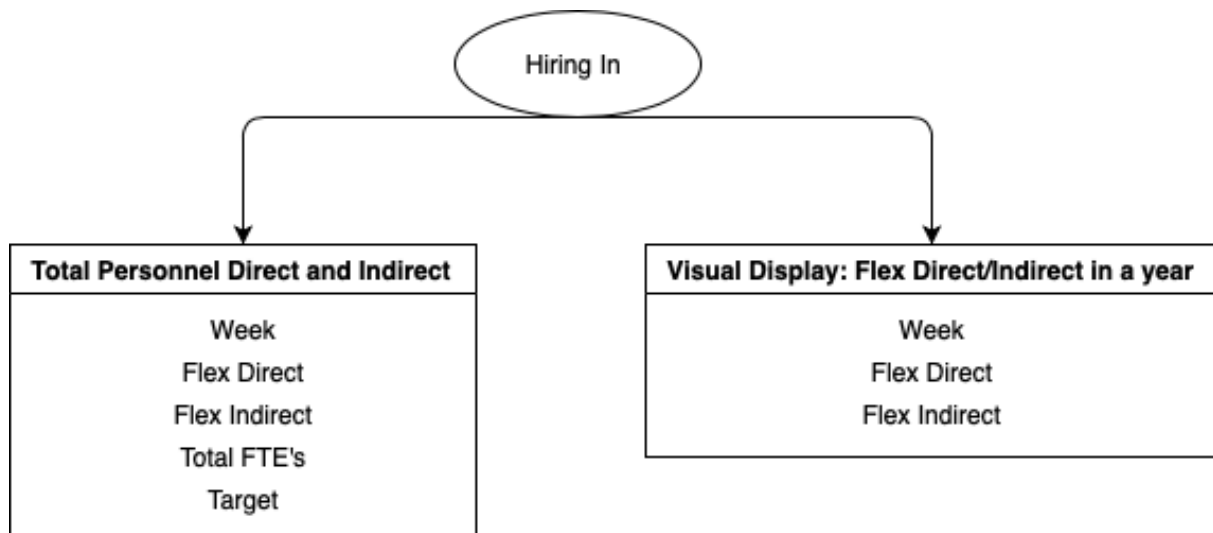 Hiring In
Total Personnel Direct and Indirect
Week
Flex Direct
Flex Indirect
Total FTE's
Target
Visual Display: Flex Direct/Indirect in a year
Week
Flex Direct
Flex Indirect